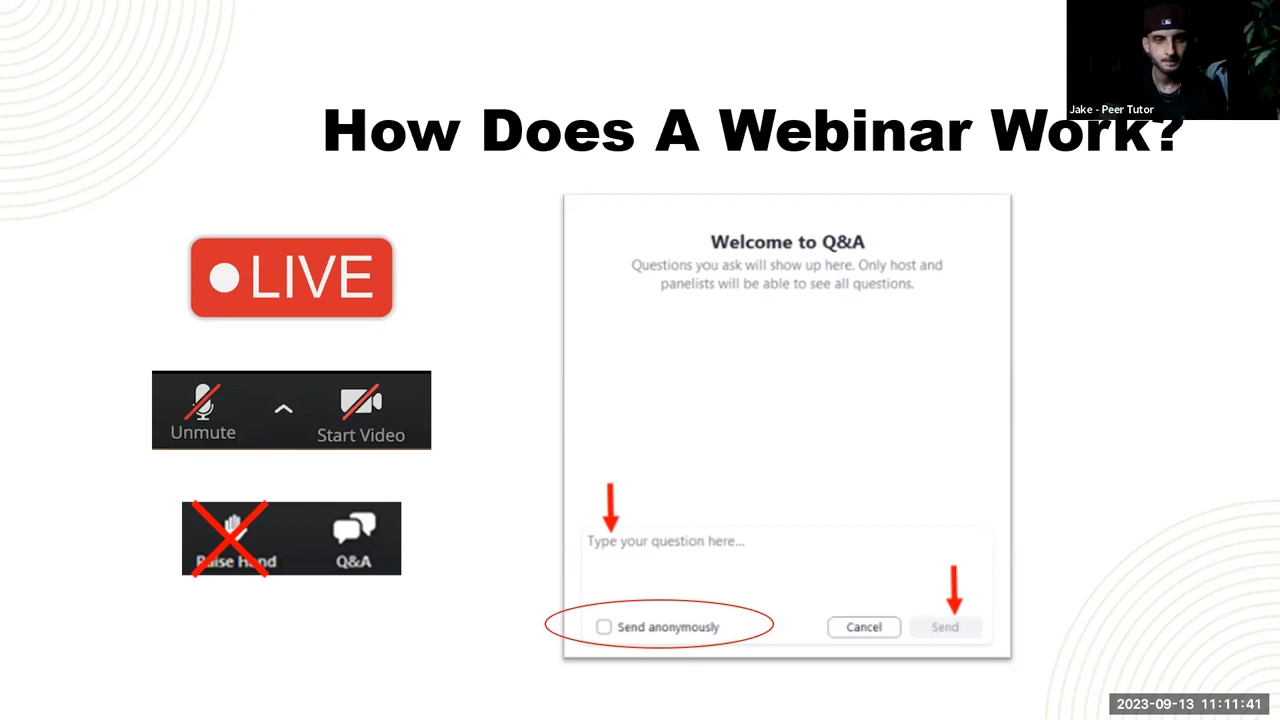 Jake - Peer Tutor
How Does A Webinar Work?
LIVE
Unmute
Start Video
Raise Hand
Q&A
Welcome to Q&A
Questions you ask will show up here. Only host and
panelists will be able to see all questions.
Type your question here...
Send anonymously
Cancel
Send
2023-09-13 11:11:41